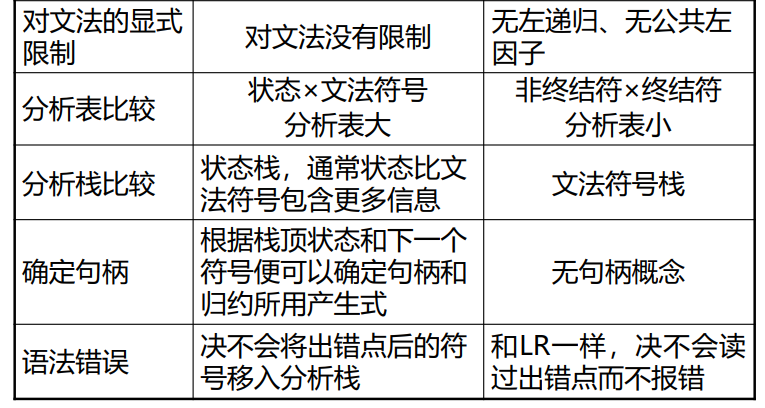 对文法的显式
限制
对文法没有限制
无左递归、无公共左
因子
分析表比较
状态×文法符号
分析表大
非终结符×终结符
分析表小
分析栈比较
状态栈，通常状态比文
法符号包含更多信息
文法符号栈
确定句柄
根据栈顶状态和下一个
符号便可以确定句柄和
归约所用产生式
无句柄概念
语法错误
决不会将出错点后的符
号移入分析栈
和LR一样，决不会读
过出错点而不报错